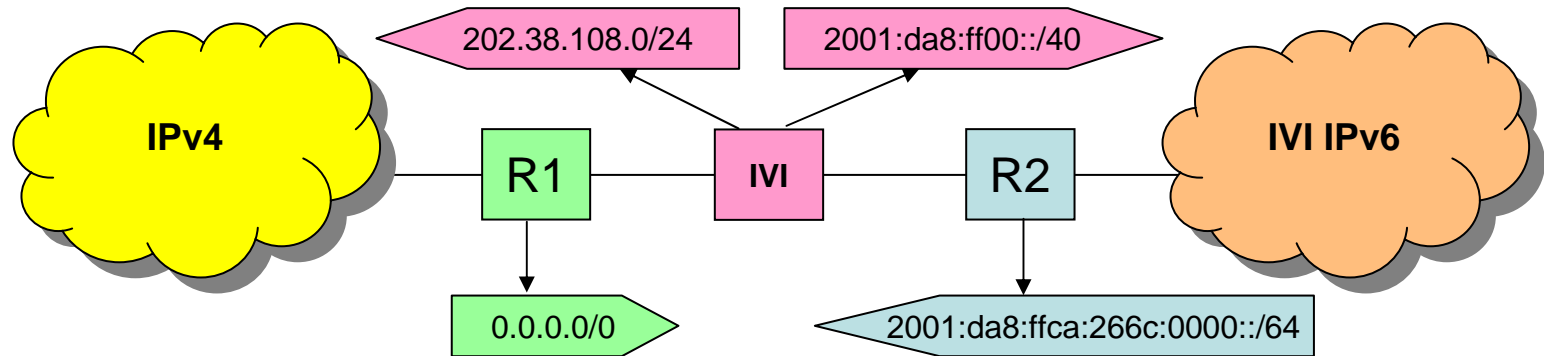 202.38.108.0/24
2001:da8:ff00::/40
IPv4
R1
IVI
R2
IVI IPv6
0.0.0.0/0
2001:da8:ffca:266c:0000::/64